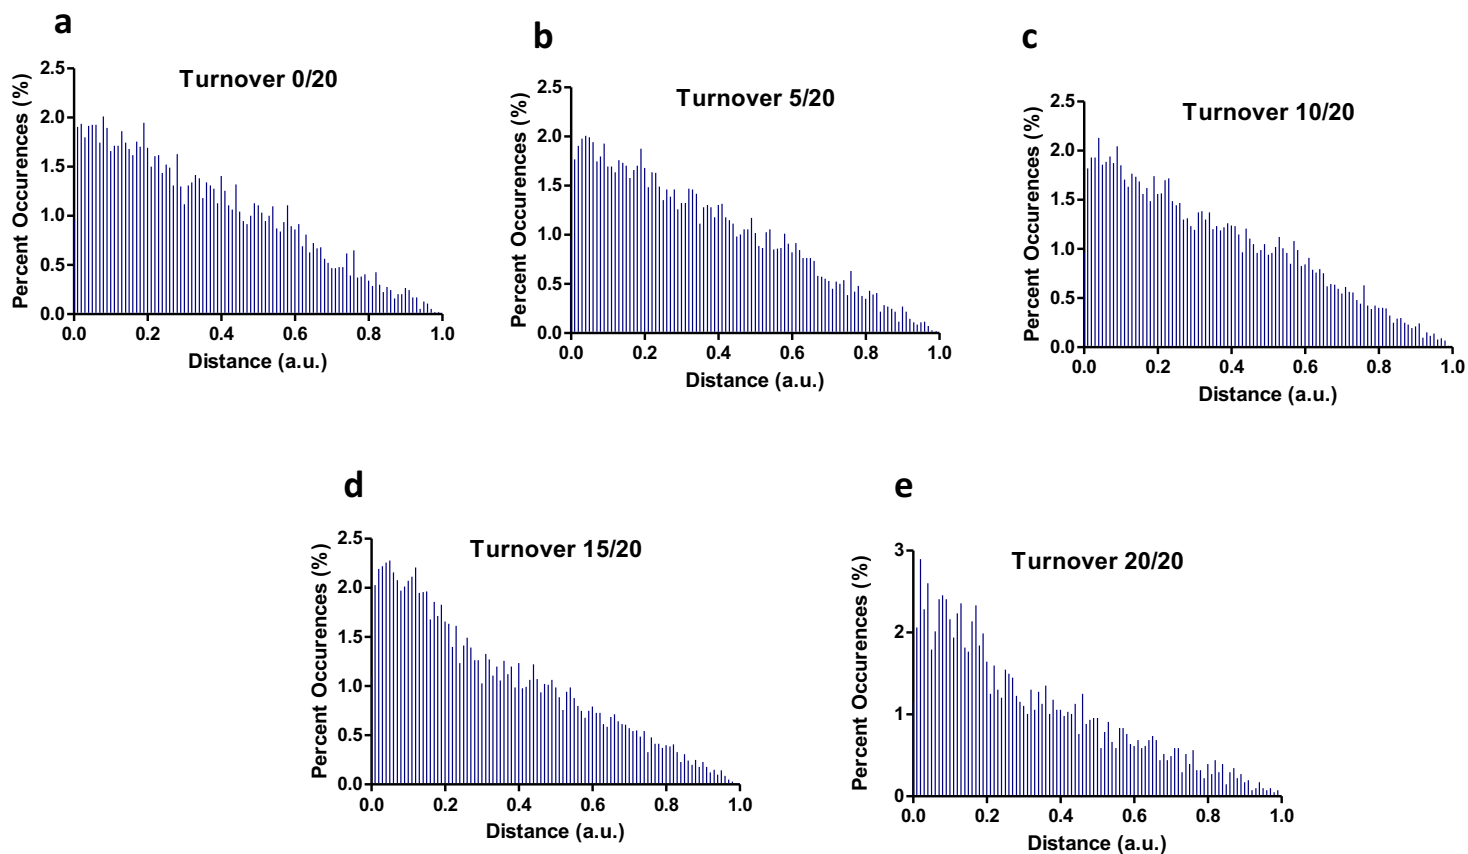 a
Turnover 0/20
Percent Occurences (%)
2.5
2.0
1.5
1.0
0.5
0.0
0.0 0.2 0.4 0.6 0.8 1.0
Distance (a.u.)
b
Turnover 5/20
Percent Occurences (%)
2.5
2.0
1.5
1.0
0.5
0.0
0.0 0.2 0.4 0.6 0.8 1.0
Distance (a.u.)
c
Turnover 10/20
Percent Occurences (%)
2.5
2.0
1.5
1.0
0.5
0.0
0.0 0.2 0.4 0.6 0.8 1.0
Distance (a.u.)
d
Turnover 15/20
Percent Occurences (%)
2.5
2.0
1.5
1.0
0.5
0.0
0.0 0.2 0.4 0.6 0.8 1.0
Distance (a.u.)
e
Turnover 20/20
Percent Occurences (%)
3
2
1
0
0.0 0.2 0.4 0.6 0.8 1.0
Distance (a.u.)